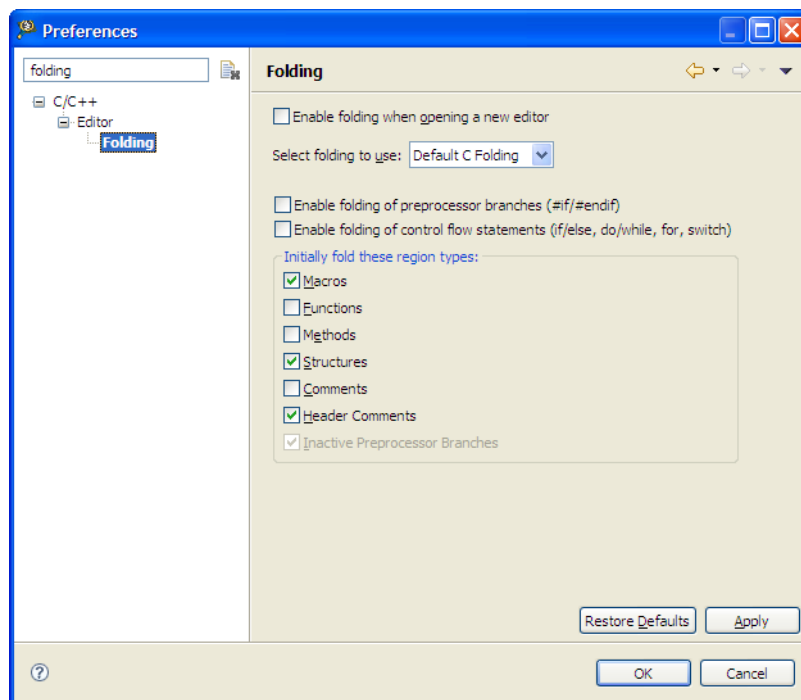 Preferences
folding
Folding
C/C++
Editor
Folding
Enable folding when opening a new editor
Select folding to use: Default C Folding
Enable folding of preprocessor branches (#if/#endif)
Enable folding of control flow statements (if/else, do/while, for, switch)
Initially fold these region types:
Macros
Functions
Methods
Structures
Comments
Header Comments
Inactive Preprocessor Branches
Restore Defaults Apply
? OK Cancel